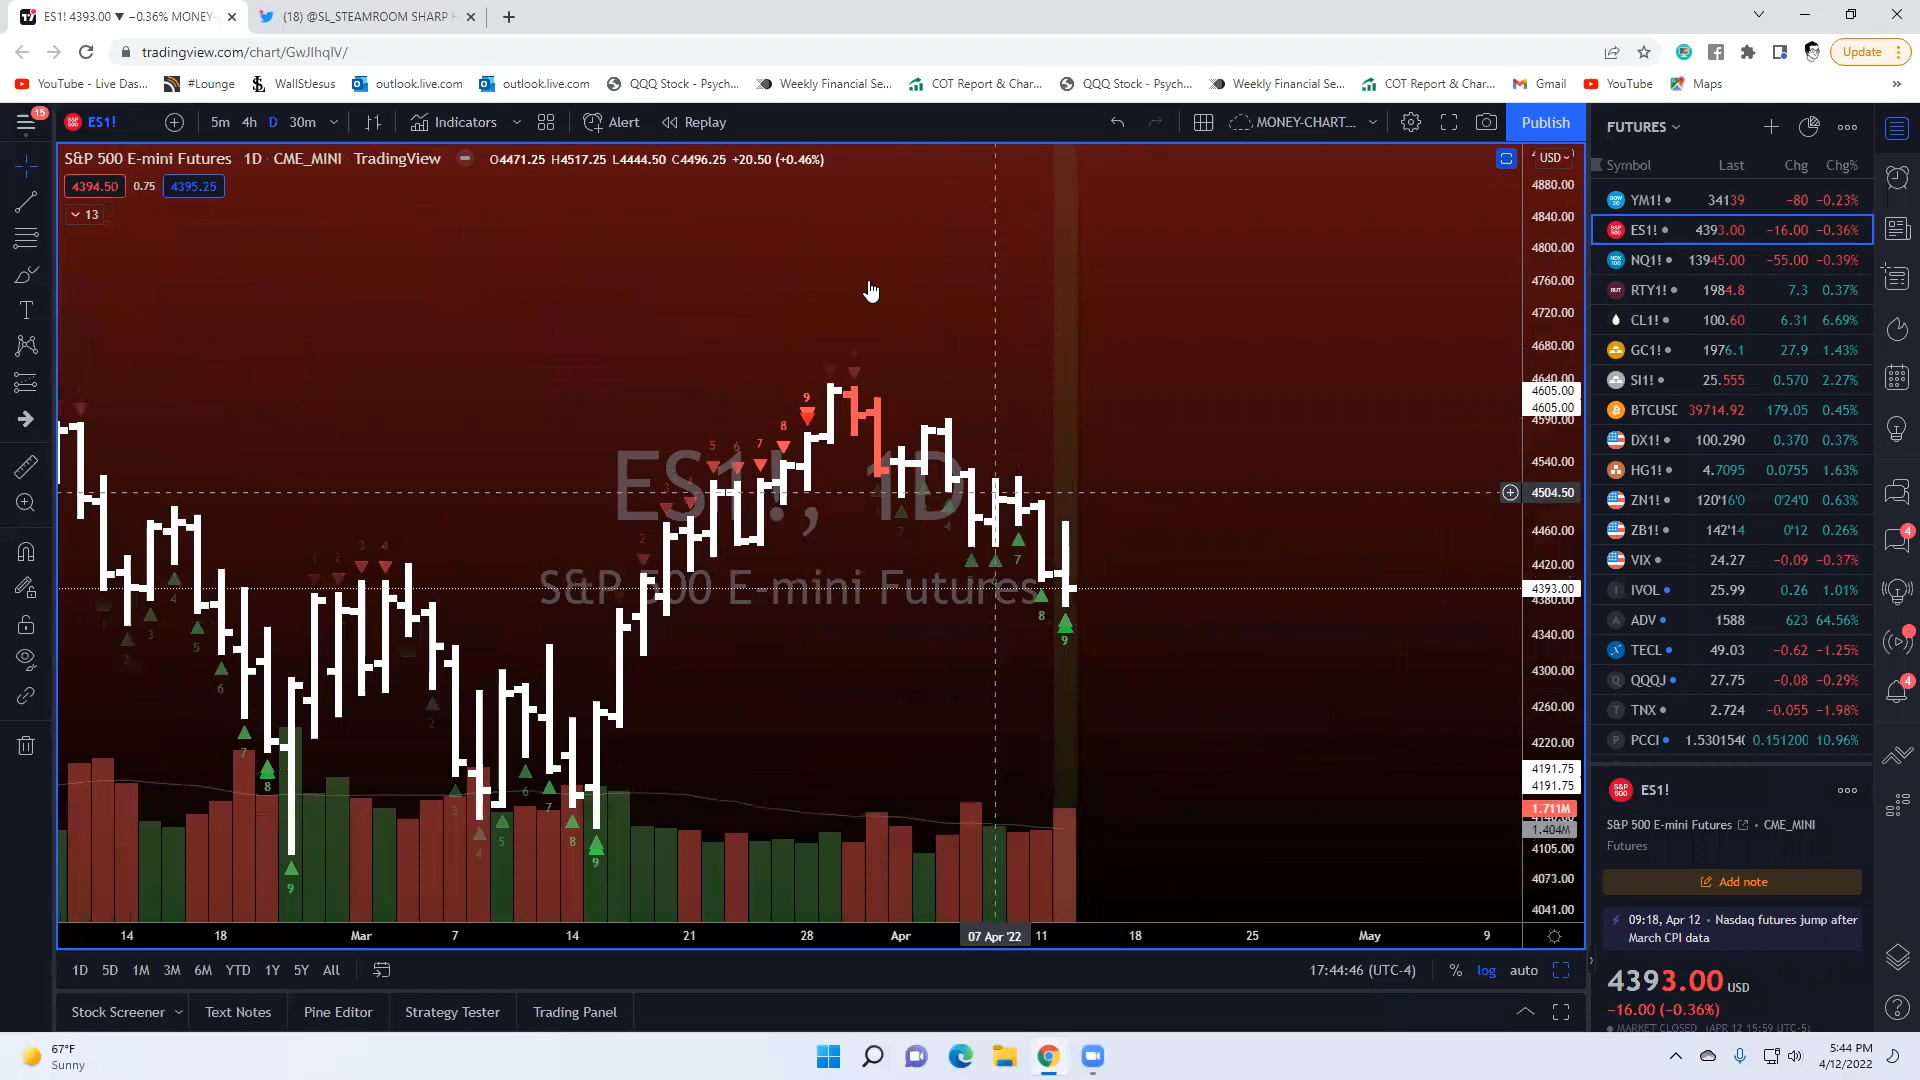 ES1! 4393.00 ▼ −0.36% MONEY-
(18) @SL_STEAMROOM SHARP
tradingview.com/chart/GwJIhqIV/
Update
YouTube - Live Das...
#Lounge
WallStJesus
outlook.live.com
outlook.live.com
QQQ Stock - Psych...
Weekly Financial Se...
COT Report & Char...
QQQ Stock - Psych...
Weekly Financial Se...
COT Report & Char...
Gmail
YouTube
Maps
15
ES1!
5m 4h D 30m
Indicators
Alert
Replay
MONEY-CHART...
Publish
S&P 500 E-mini Futures 1D CME_MINI TradingView
O4471.25 H4517.25 L4444.50 C4496.25 +20.50 (+0.46%)
4394.50 0.75 4395.25
13
ES1!, 1D
S&P 500 E-mini Futures
USD
4880.00
4840.00
4800.00
4760.00
4720.00
4680.00
4640.00
4605.00
4605.00
4590.00
4540.00
4504.50
4460.00
4420.00
4393.00
4380.00
4340.00
4300.00
4260.00
4220.00
4191.75
4191.75
1.711M
1.404M
4105.00
4073.00
4041.00
14 18 Mar 7 14 21 28 Apr 07 Apr '22 11 18 25 May 9
1D 5D 1M 3M 6M YTD 1Y 5Y All
17:44:46 (UTC-4)
% log auto
Stock Screener
Text Notes
Pine Editor
Strategy Tester
Trading Panel
FUTURES
Symbol Last Chg Chg%
YM1! 34139 −80 −0.23%
ES1! 4393.00 −16.00 −0.36%
NQ1! 13945.00 −55.00 −0.39%
RTY1! 1984.8 7.3 0.37%
CL1! 100.60 6.31 6.69%
GC1! 1976.1 27.9 1.43%
SI1! 25.555 0.570 2.27%
BTCUSD 39714.92 179.05 0.45%
DX1! 100.290 0.370 0.37%
HG1! 4.7095 0.0755 1.63%
ZN1! 120'16'0 0'24'0 0.63%
ZB1! 142'14 0'12 0.26%
VIX 24.27 −0.09 −0.37%
IVOL 25.99 0.26 1.01%
ADV 1588 623 64.56%
TECL 49.03 −0.62 −1.25%
QQQJ 27.75 −0.08 −0.29%
TNX 2.724 −0.055 −1.98%
PCCI 1.530154 0.151200 10.96%
ES1!
S&P 500 E-mini Futures • CME_MINI
Futures
Add note
09:18, Apr 12 • Nasdaq futures jump after
March CPI data
4393.00 USD
−16.00 (−0.36%)
MARKET CLOSED (APR 12 15:59 UTC-5)
67°F
Sunny
5:44 PM
4/12/2022